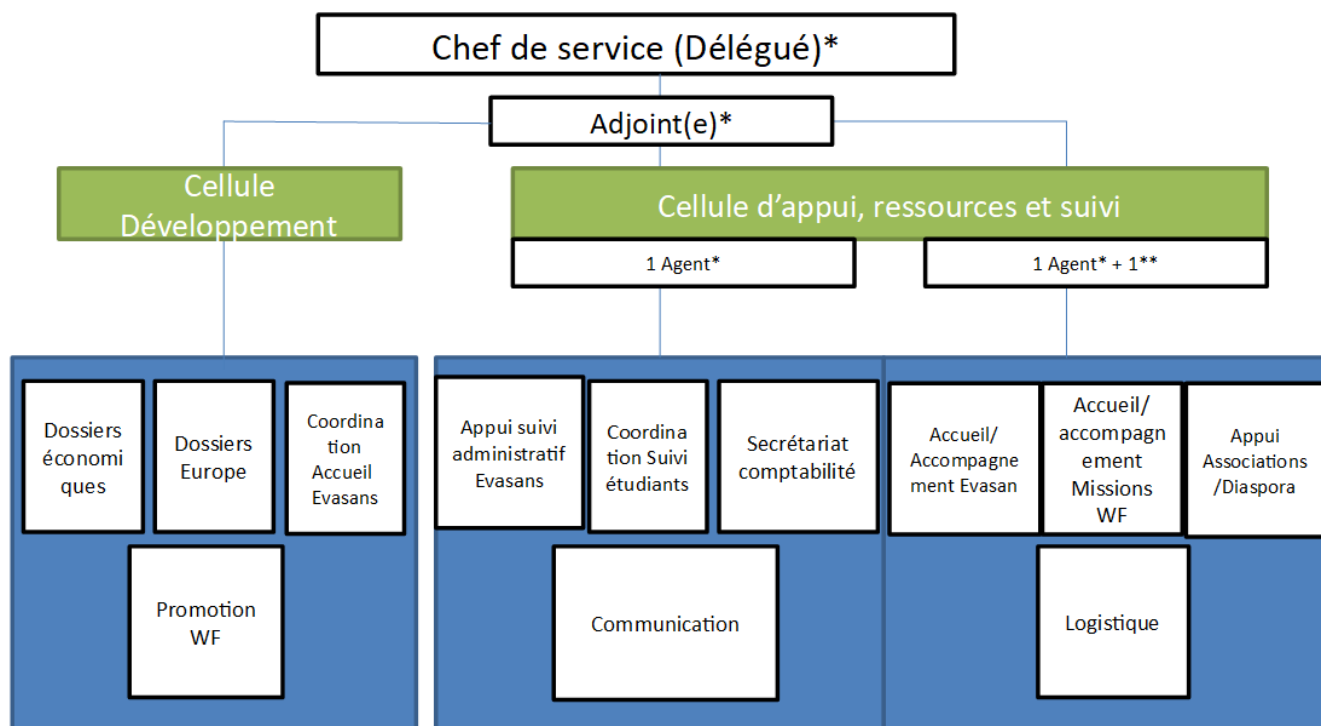 Chef de service (Délégué)*
Adjoint(e)*
Cellule
Développement
Cellule d’appui, ressources et suivi
1 Agent*
1 Agent* + 1**
Dossiers
économi
ques
Dossiers
Europe
Coordina
tion
Accueil
Evasans
Promotion
WF
Appui suivi
administratif
Evasans
Coordina
tion Suivi
étudiants
Secrétariat
comptabilité
Communication
Accueil/
Accompagne
ment Evasan
Accueil/
accompagn
ement
Missions
WF
Appui
Associations
/Diaspora
Logistique